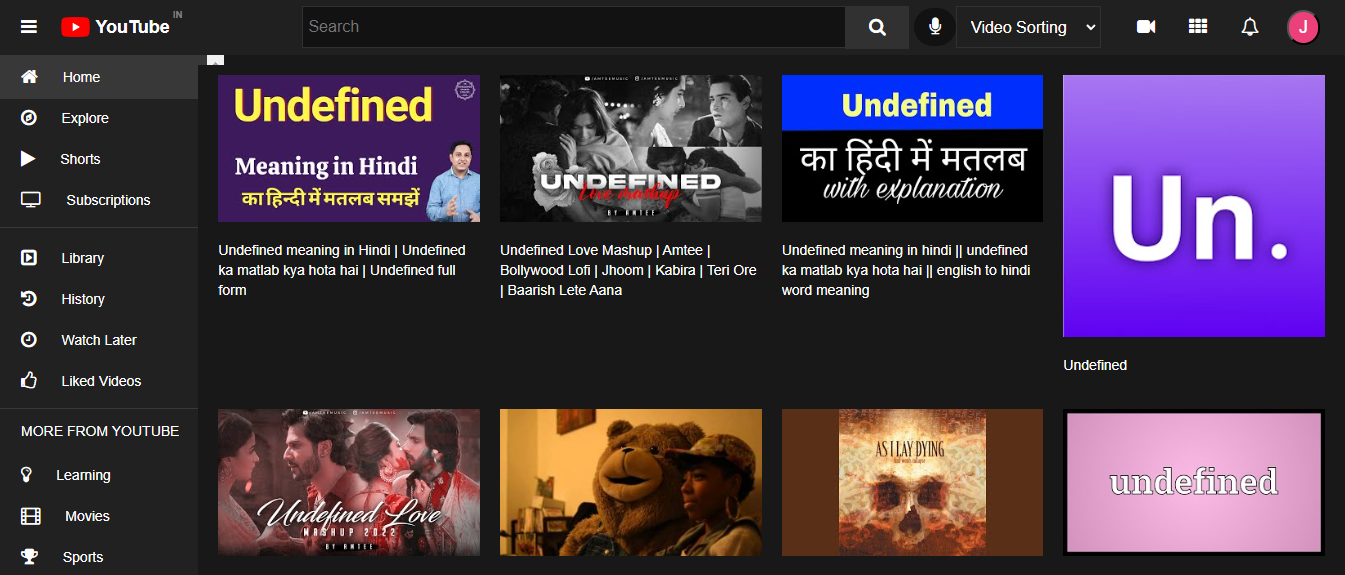 YouTube IN
Search
Video Sorting
J
Home
Explore
Shorts
Subscriptions
Library
History
Watch Later
Liked Videos
MORE FROM YOUTUBE
Learning
Movies
Sports
Undefined
Meaning in Hindi
का हिन्दी में मतलब समझें
Undefined meaning in Hindi | Undefined
ka matlab kya hota hai | Undefined full
form
IAMTEEMUSIC IAMTEEMUSIC
UNDEFINED
Love mashup
BY AMTEE
Undefined Love Mashup | Amtee |
Bollywood Lofi | Jhoom | Kabira | Teri Ore
| Baarish Lete Aana
Undefined
का हिंदी में मतलब
with explanation
Undefined meaning in hindi || undefined
ka matlab kya hota hai || english to hindi
word meaning
Un.
Undefined
IAMTEEMUSIC IAMTEEMUSIC
Undefined Love
MASHUP 2022
BY AMTEE
AS I LAY DYING
undefined